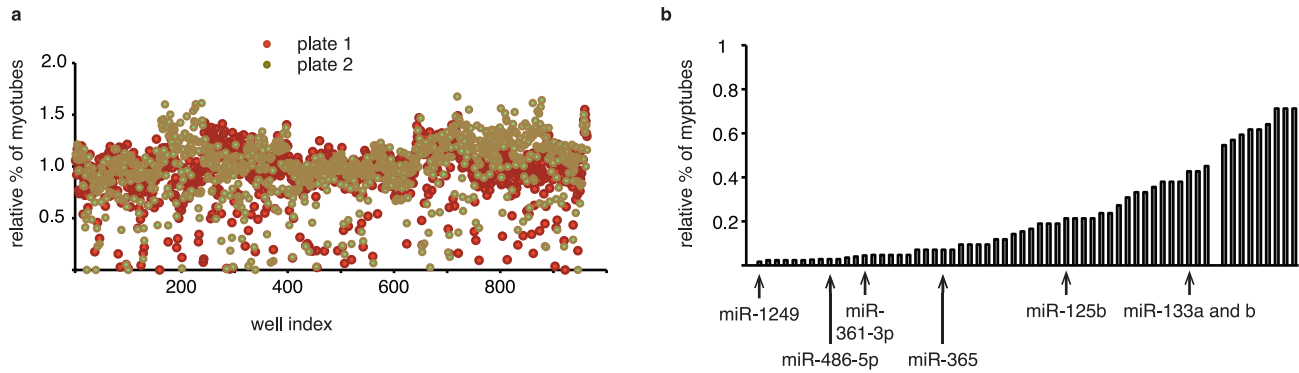 a
plate 1
plate 2
relative % of myotubes
2.0
1.5
1.0
0.5
200
400
600
800
well index
b
relative % of myptubes
1
0.8
0.6
0.4
0.2
miR-1249
miR-
361-3p
miR-125b
miR-133a and b
miR-486-5p
miR-365